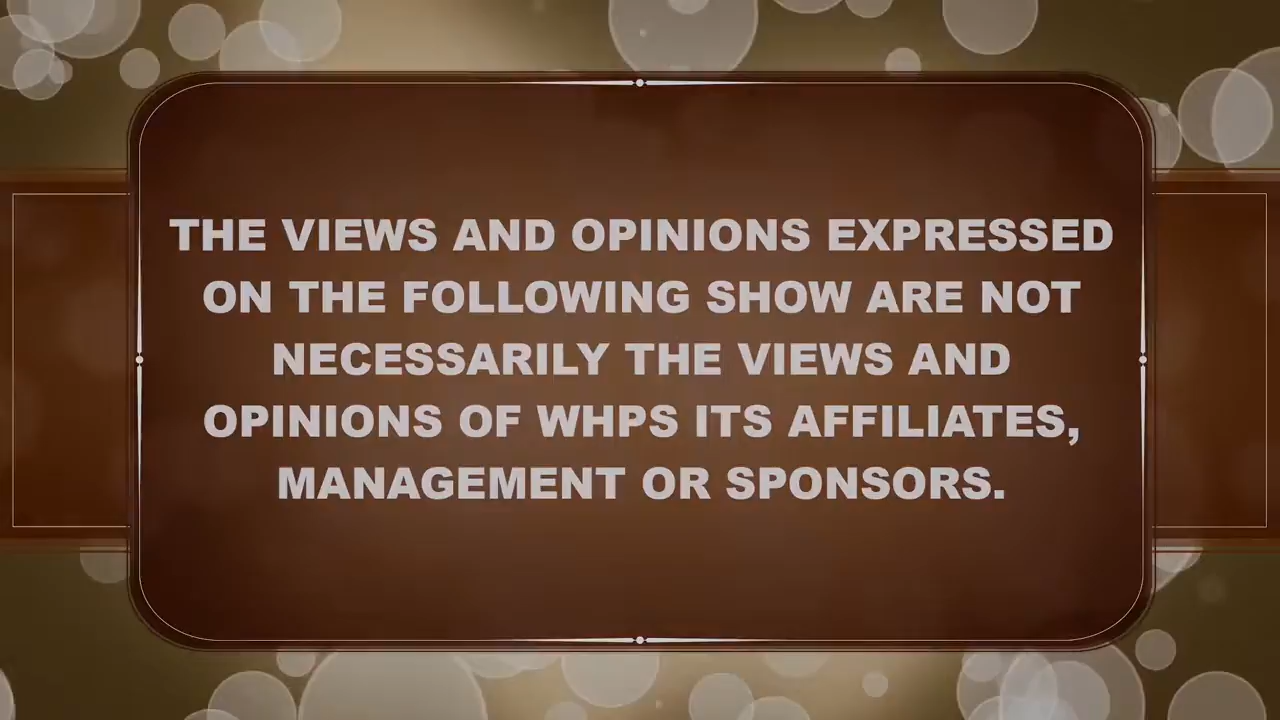 THE VIEWS AND OPINIONS EXPRESSED
ON THE FOLLOWING SHOW ARE NOT
NECESSARILY THE VIEWS AND
OPINIONS OF WHPS ITS AFFILIATES,
MANAGEMENT OR SPONSORS.